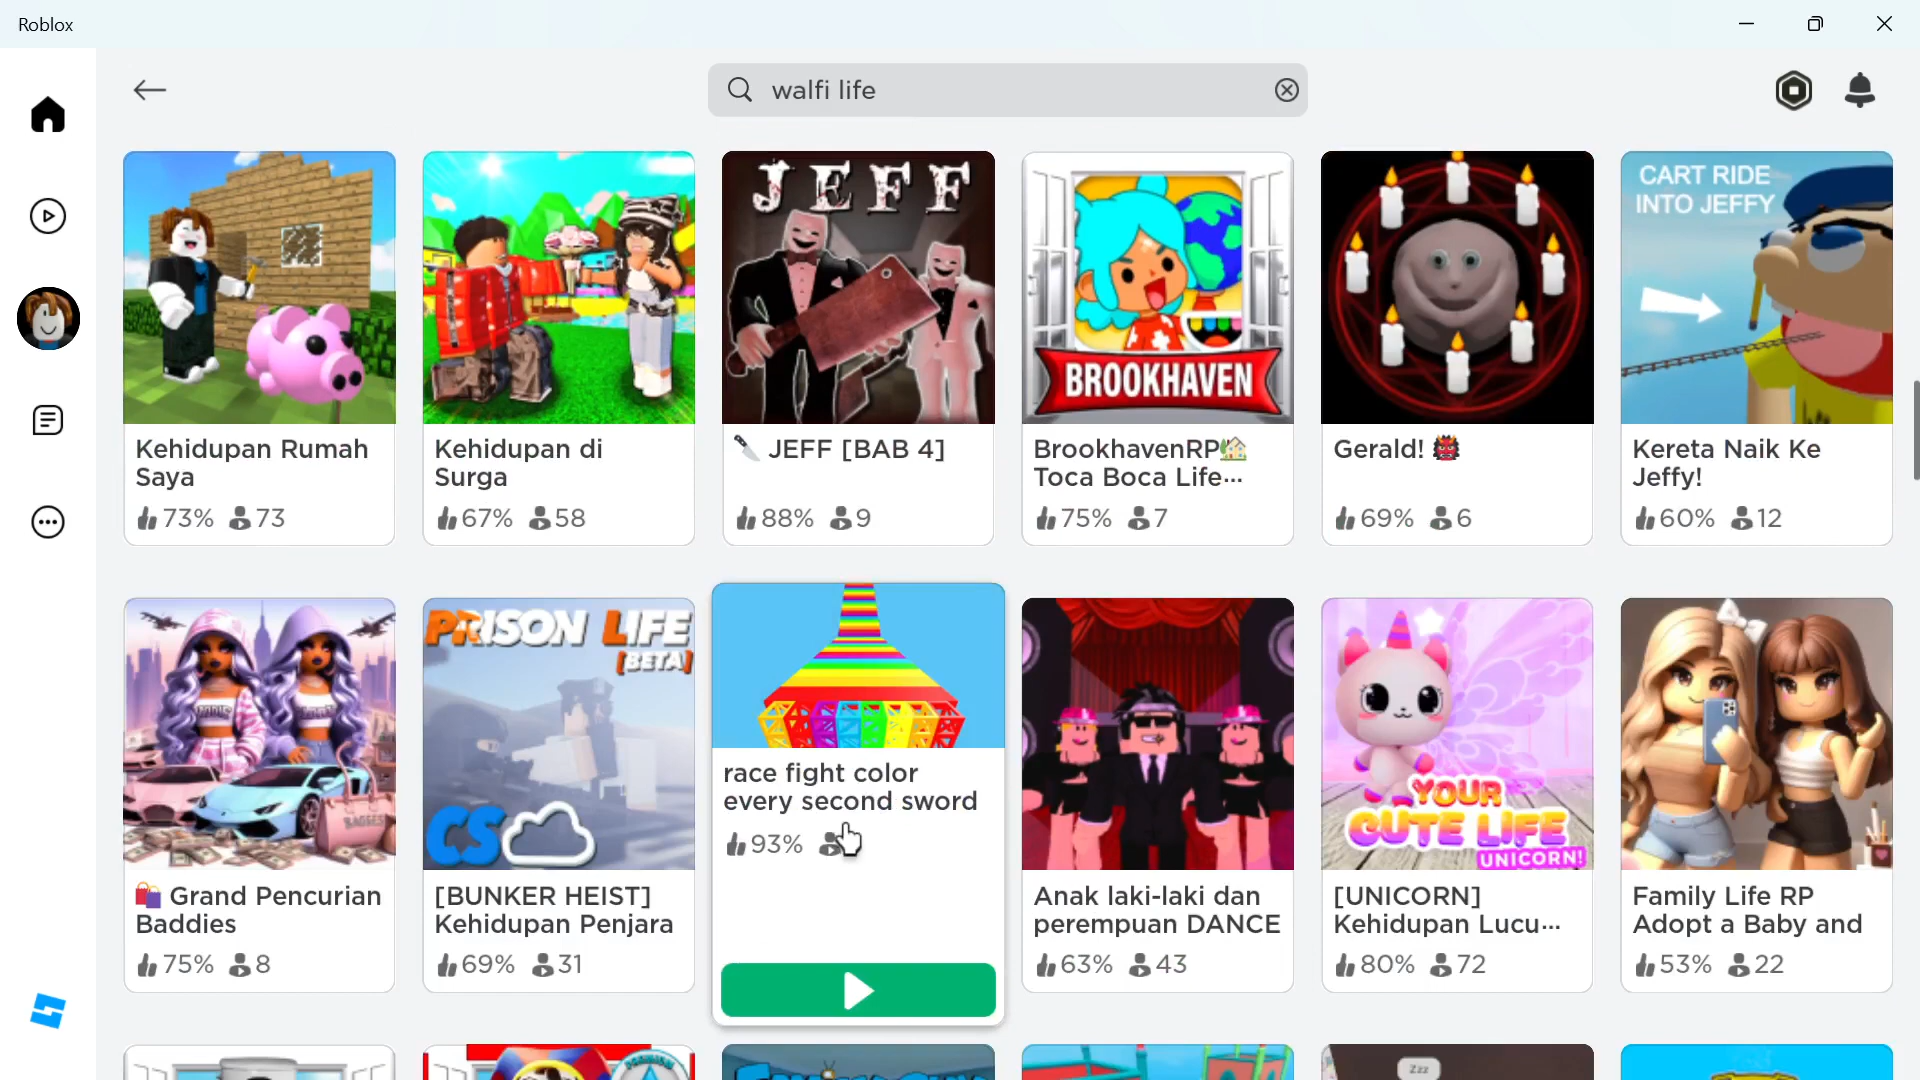 Roblox
walfi life
JEFF
BROOKHAVEN
CART RIDE
INTO JEFFY
Kehidupan Rumah
Saya
73% 73
Kehidupan di
Surga
67% 58
🔪 JEFF [BAB 4]
88% 9
BrookhavenRP🏡
Toca Boca Life...
75% 7
Gerald! 👹
69% 6
Kereta Naik Ke
Jeffy!
60% 12
PRISON LIFE
[BETA]
CS
YOUR
CUTE LIFE
UNICORN!
🛍️ Grand Pencurian
Baddies
75% 8
[BUNKER HEIST]
Kehidupan Penjara
69% 31
race fight color
every second sword
93%
Anak laki-laki dan
perempuan DANCE
63% 43
[UNICORN]
Kehidupan Lucu...
80% 72
Family Life RP
Adopt a Baby and
53% 22
Zzz